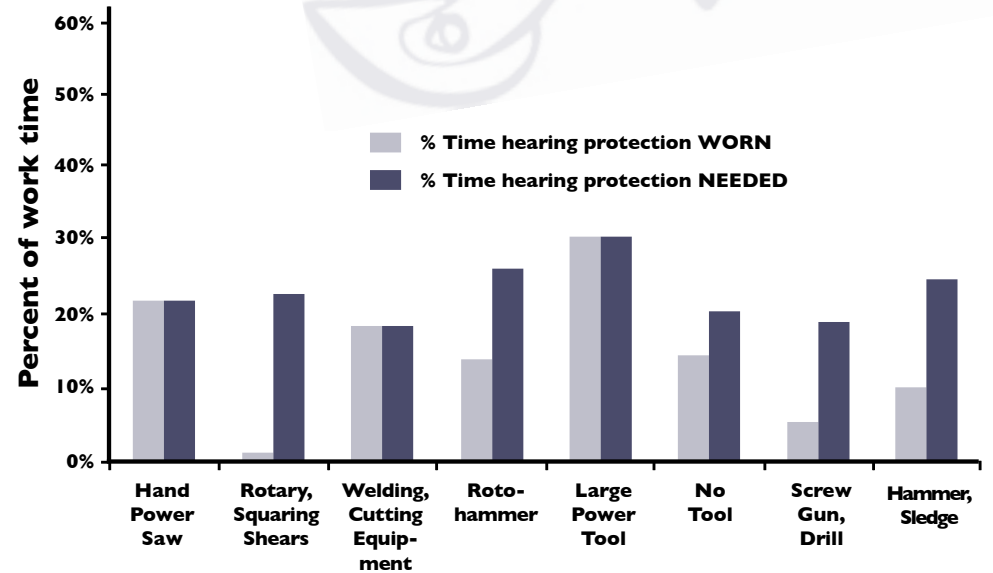 60%
50%
40%
30%
20%
10%
0%
Percent of work time
% Time hearing protection WORN
% Time hearing protection NEEDED
Hand
Power
Saw
Rotary,
Squaring
Shears
Welding,
Cutting
Equip-
ment
Roto-
hammer
Large
Power
Tool
No
Tool
Screw
Gun,
Drill
Hammer,
Sledge